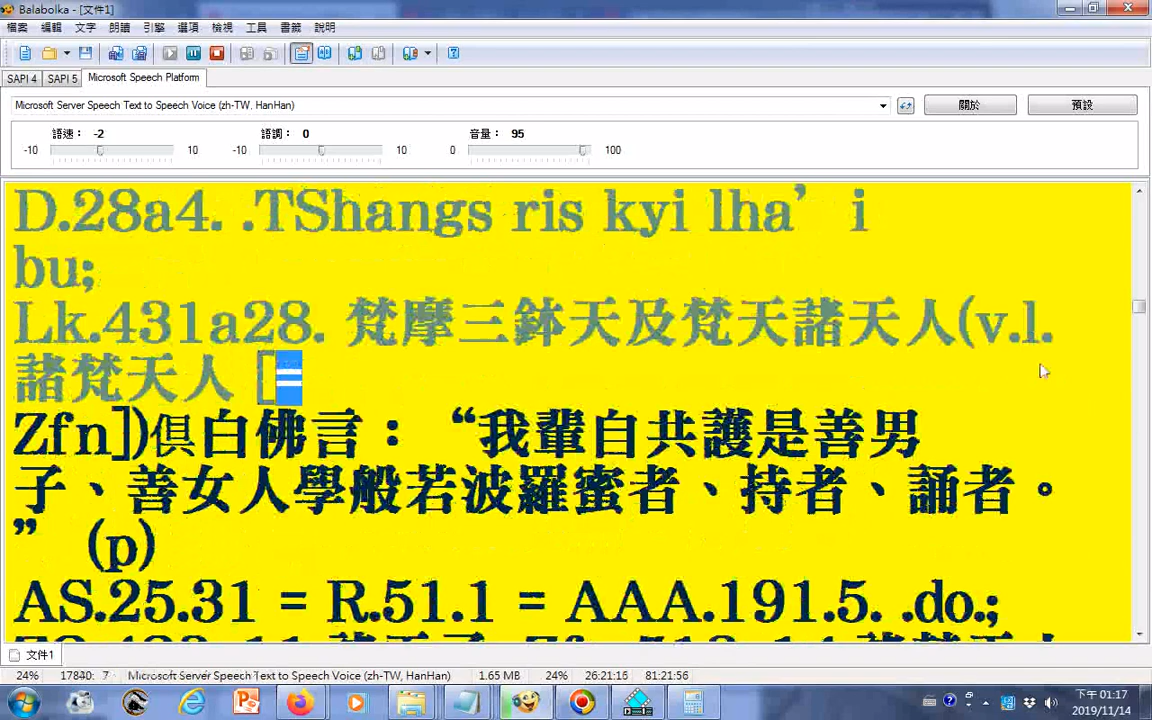 Balabolka - [文件1]
檔案 編輯 文字 朗讀 引擎 選項 檢視 工具 書籤 說明
SAPI 4 SAPI 5 Microsoft Speech Platform
Microsoft Server Speech Text to Speech Voice (zh-TW, HanHan)
關於 預設
語速： -2 語調： 0 音量： 95
-10 10 -10 10 0 100
D.28a4. .TShangs ris kyi lha’i
bu;
Lk.431a28. 梵摩三鉢天及梵天諸天人(v.l.
諸梵天人 [=
Zfn])俱白佛言：“我輩自共護是善男
子、善女人學般若波羅蜜者、持者、誦者。
” (p)
AS.25.31 = R.51.1 = AAA.191.5. .do.;
文件1
24% 17840: 7 Microsoft Server Speech Text to Speech Voice (zh-TW, HanHan) 1.65 MB 24% 26:21:16 81:21:56
下午 01:17
2019/11/14